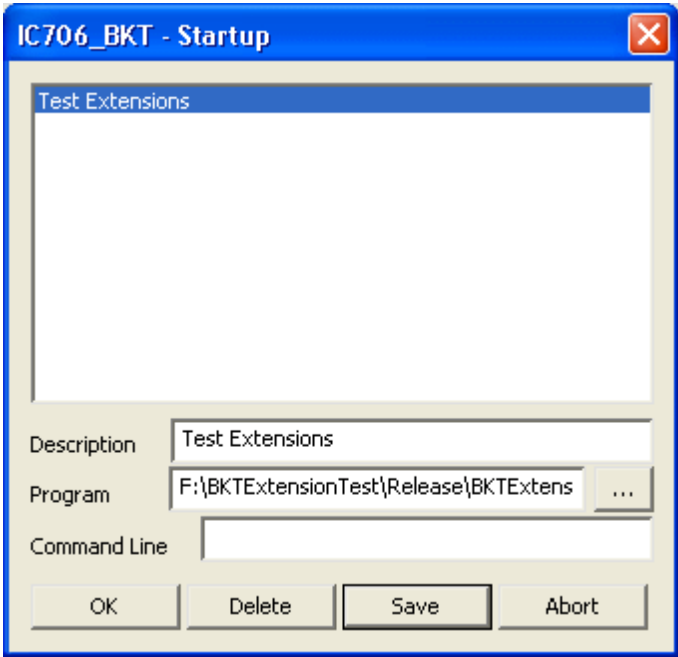 IC706_BKT - Startup
Test Extensions
Description Test Extensions
Program F:\BKTExtensionTest\Release\BKTExtens ...
Command Line
OK Delete Save Abort